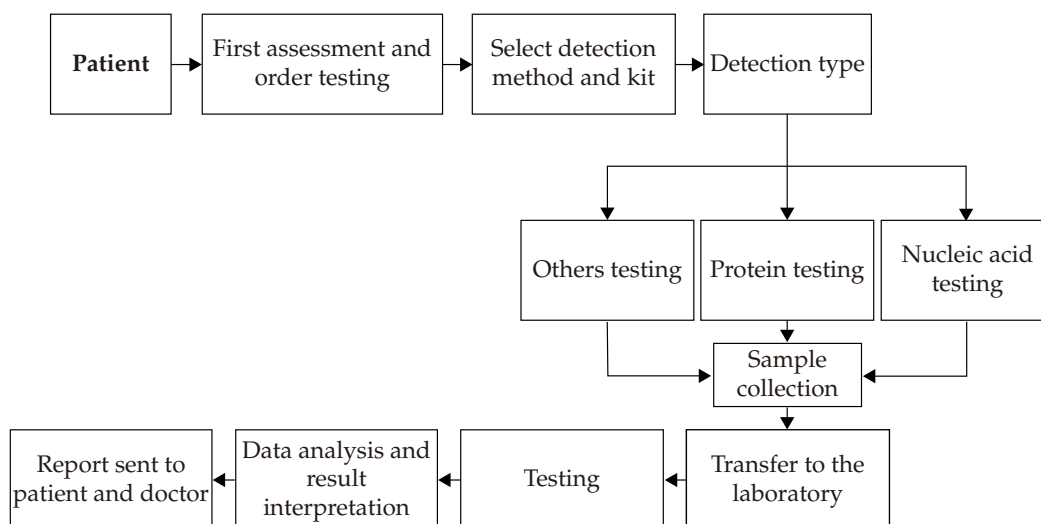 Patient
First assessment and
order testing
Select detection
method and kit
Detection type
Others testing
Protein testing
Nucleic acid
testing
Sample
collection
Report sent to
patient and doctor
Data analysis and
result
interpretation
Testing
Transfer to the
laboratory